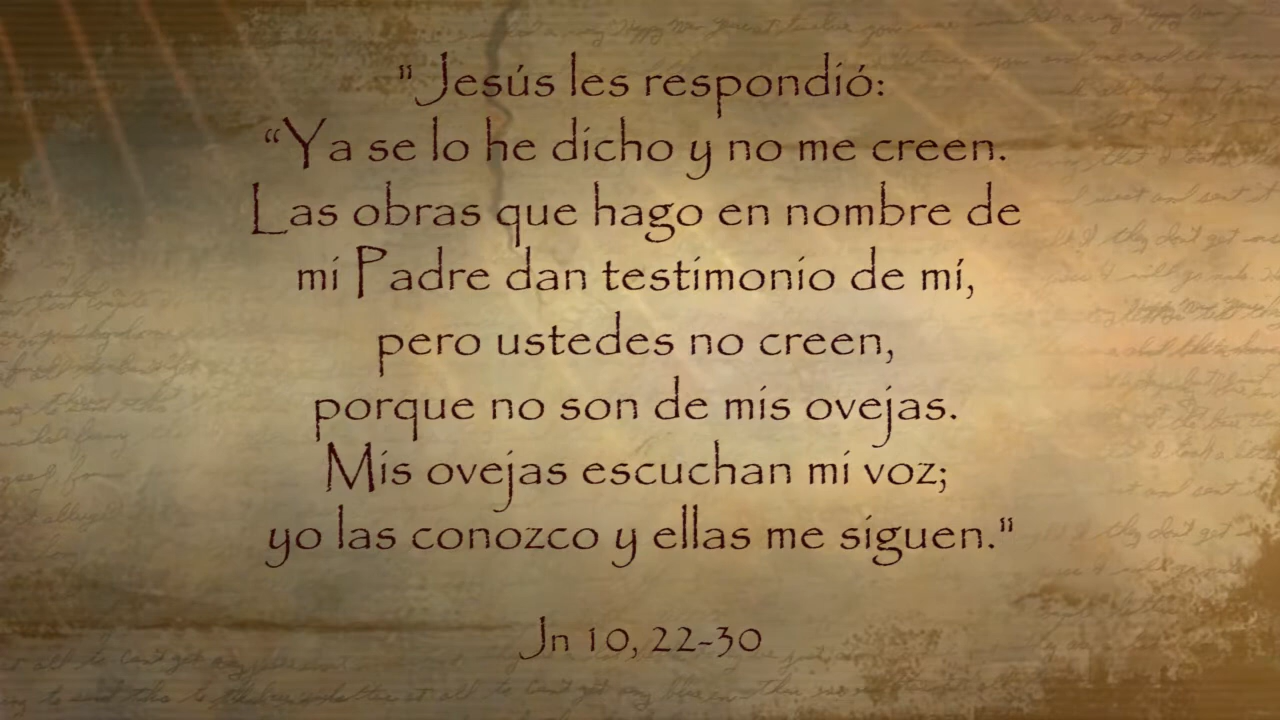 "Jesús les respondió:
“Ya se lo he dicho y no me creen.
Las obras que hago en nombre de
mi Padre dan testimonio de mí,
pero ustedes no creen,
porque no son de mis ovejas.
Mis ovejas escuchan mi voz;
yo las conozco y ellas me siguen."
Jn 10, 22-30